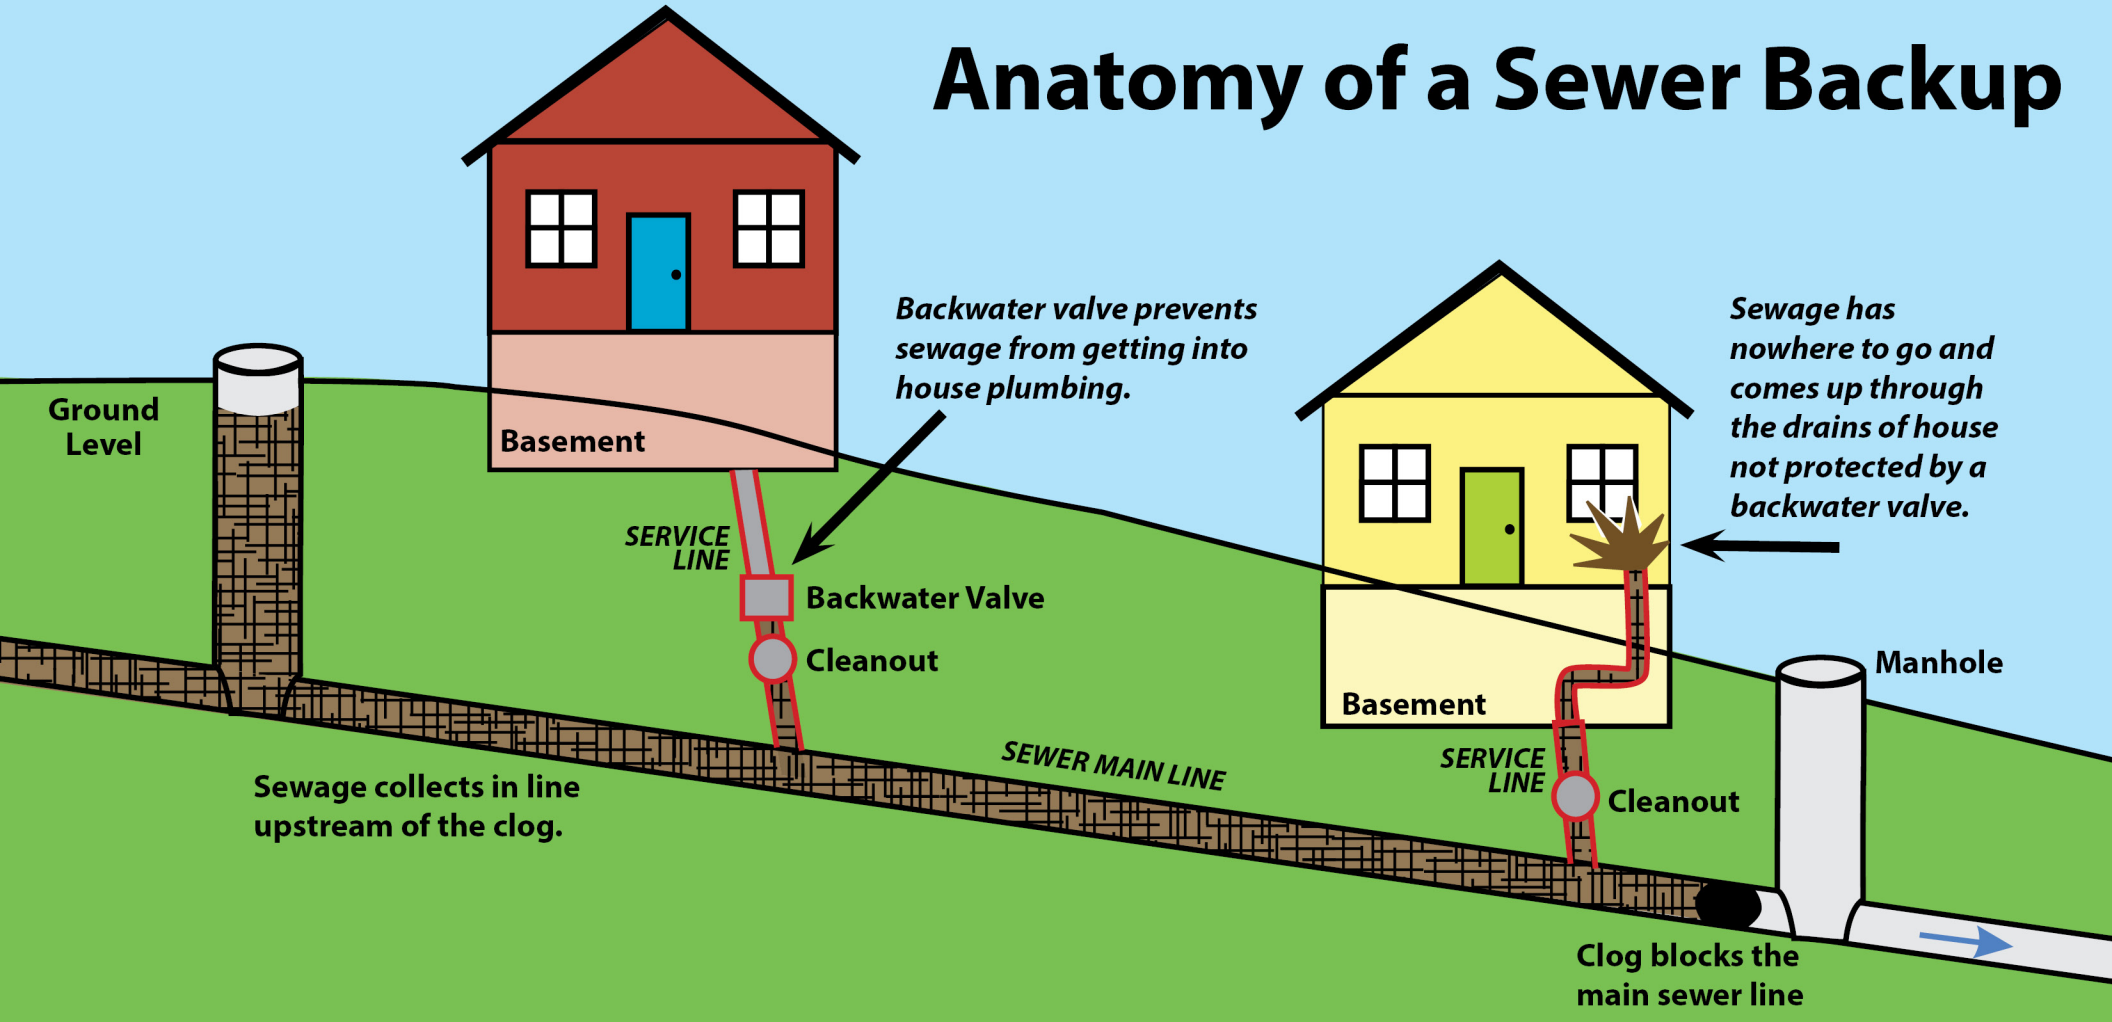 Anatomy of a Sewer Backup
Backwater valve prevents
sewage from getting into
house plumbing.
Sewage has
nowhere to go and
comes up through
the drains of house
not protected by a
backwater valve.
Ground
Level
Basement
SERVICE
LINE
Backwater Valve
Cleanout
Manhole
Basement
SERVICE
LINE
Cleanout
SEWER MAIN LINE
Sewage collects in line
upstream of the clog.
Clog blocks the
main sewer line